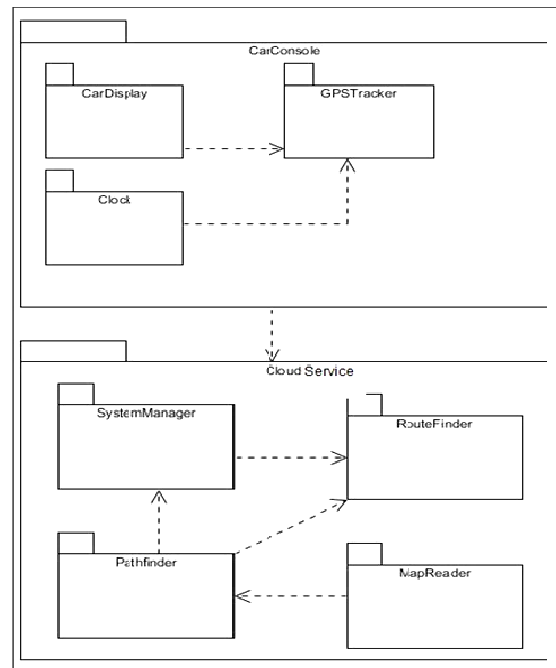 CarConsole
CarDisplay
GPSTracker
Clock
Cloud Service
SystemManager
RouteFinder
Pathfinder
MapReader